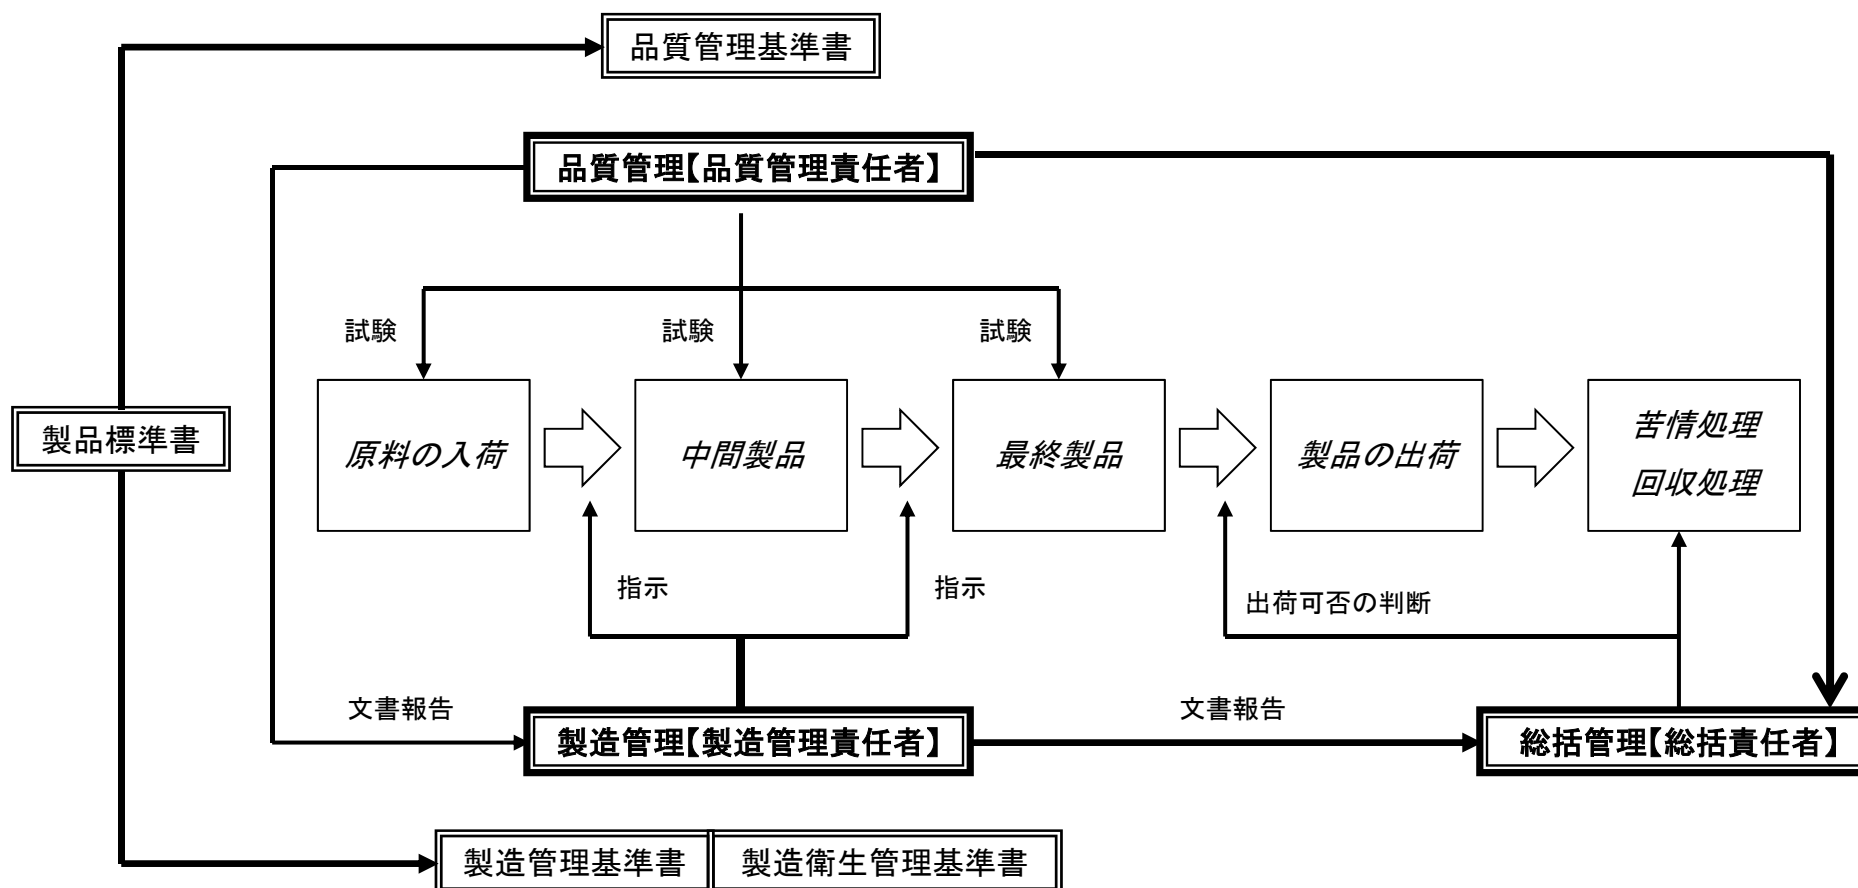 品質管理基準書
品質管理【品質管理責任者】
試験
試験
試験
製品標準書
原料の入荷
中間製品
最終製品
製品の出荷
苦情処理
回収処理
指示
指示
出荷可否の判断
文書報告
文書報告
製造管理【製造管理責任者】
総括管理【総括責任者】
製造管理基準書
製造衛生管理基準書